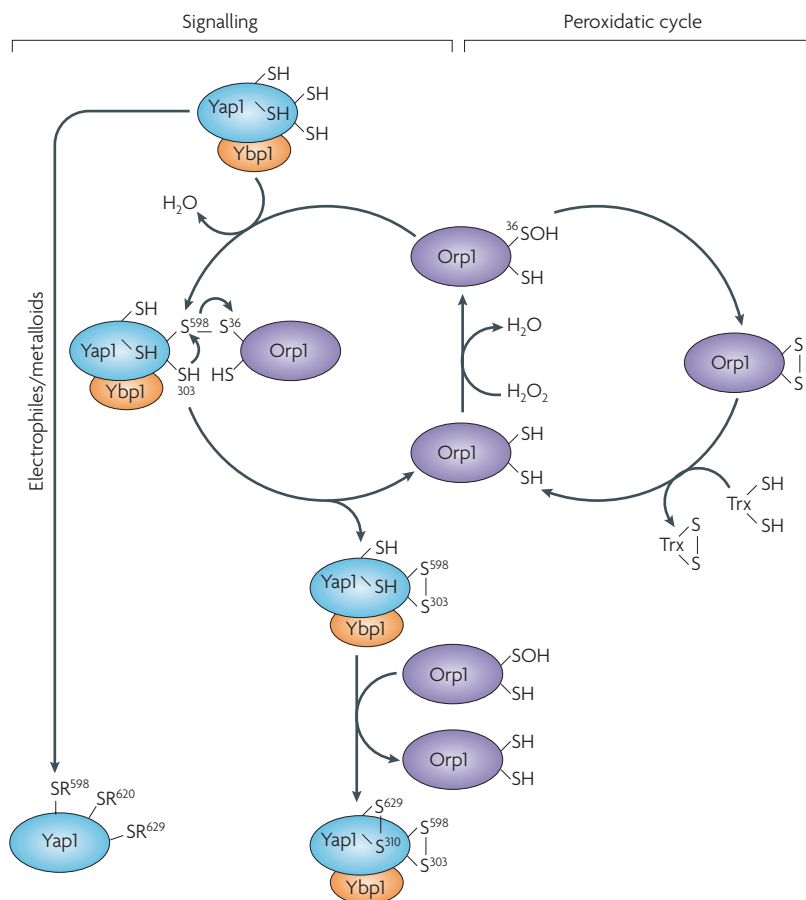 Signalling
Peroxidatic cycle
SH
SH
Yap1
SH
SH
Ybp1
H₂O
³⁶SOH
Orp1
SH
SH
S⁵⁹⁸
S³⁶
Yap1
SH
Orp1
SH
HS
303
Ybp1
H₂O
H₂O₂
Orp1
S
S
Electrophiles/metalloids
SH
Orp1
SH
SH
Trx
SH
S
Trx
S
SH
S⁵⁹⁸
Yap1
SH
S³⁰³
Ybp1
SOH
Orp1
SH
SH
Orp1
SH
SR⁵⁹⁸
SR⁶²⁰
SR⁶²⁹
Yap1
S⁶²⁹
S⁵⁹⁸
Yap1
S³¹⁰
S³⁰³
Ybp1